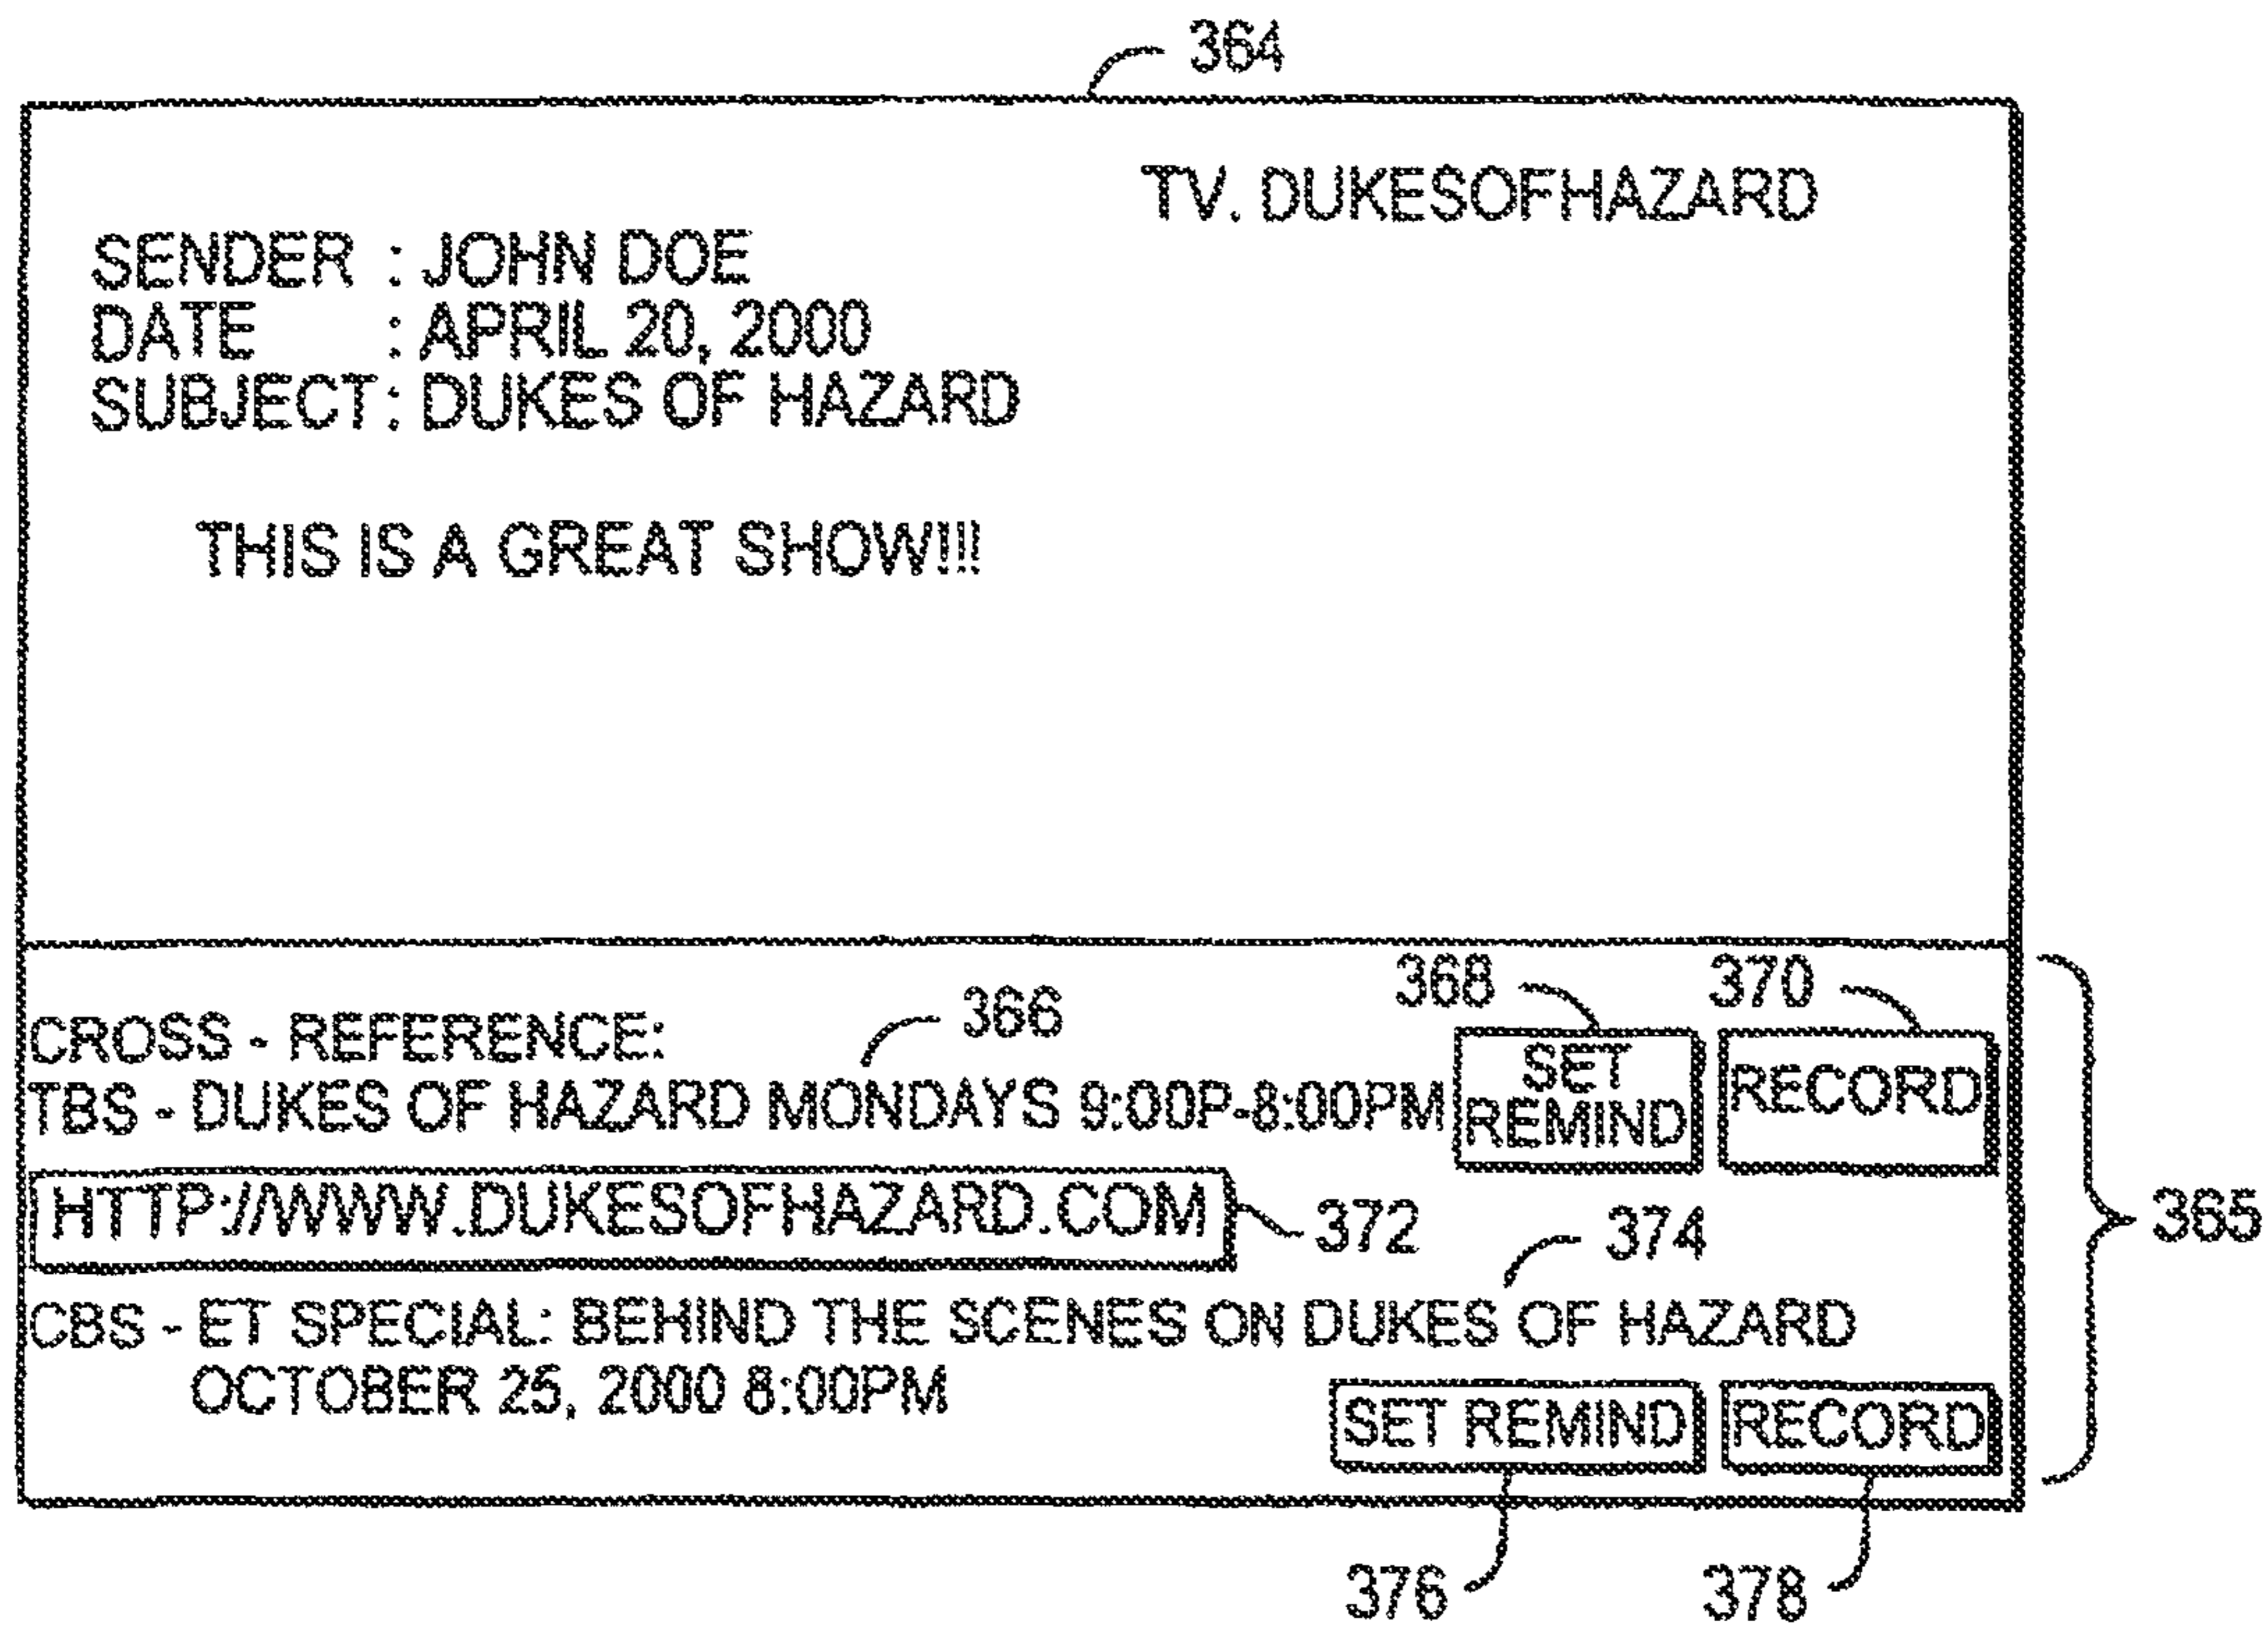 364
TV. DUKESOFHAZARD
SENDER : JOHN DOE
DATE : APRIL 20, 2000
SUBJECT : DUKES OF HAZARD
THIS IS A GREAT SHOW!!!
368
370
366
CROSS - REFERENCE:
TBS - DUKES OF HAZARD MONDAYS 9:00P-8:00PM
SET
REMIND
RECORD
HTTP://WWW.DUKESOFHAZARD.COM
372
374
365
CBS - ET SPECIAL: BEHIND THE SCENES ON DUKES OF HAZARD
OCTOBER 25, 2000 8:00PM
SET REMIND
RECORD
376
378